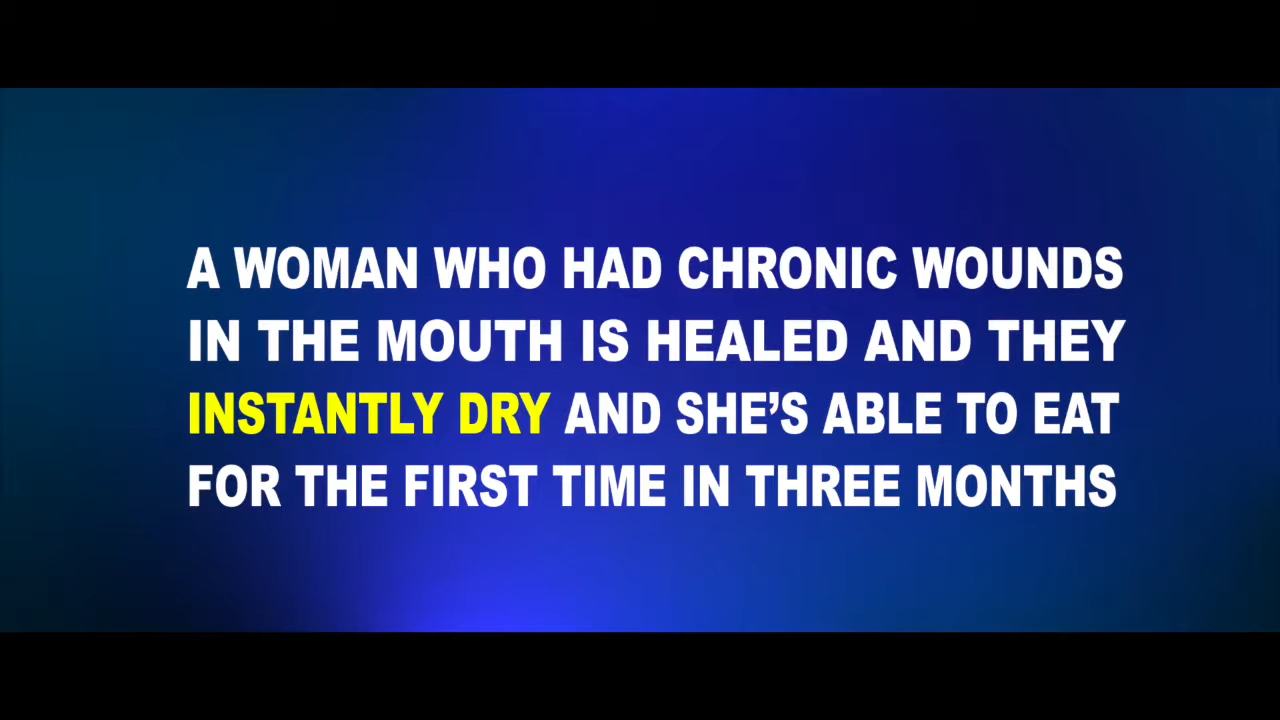 A WOMAN WHO HAD CHRONIC WOUNDS
IN THE MOUTH IS HEALED AND THEY
INSTANTLY DRY AND SHE’S ABLE TO EAT
FOR THE FIRST TIME IN THREE MONTHS